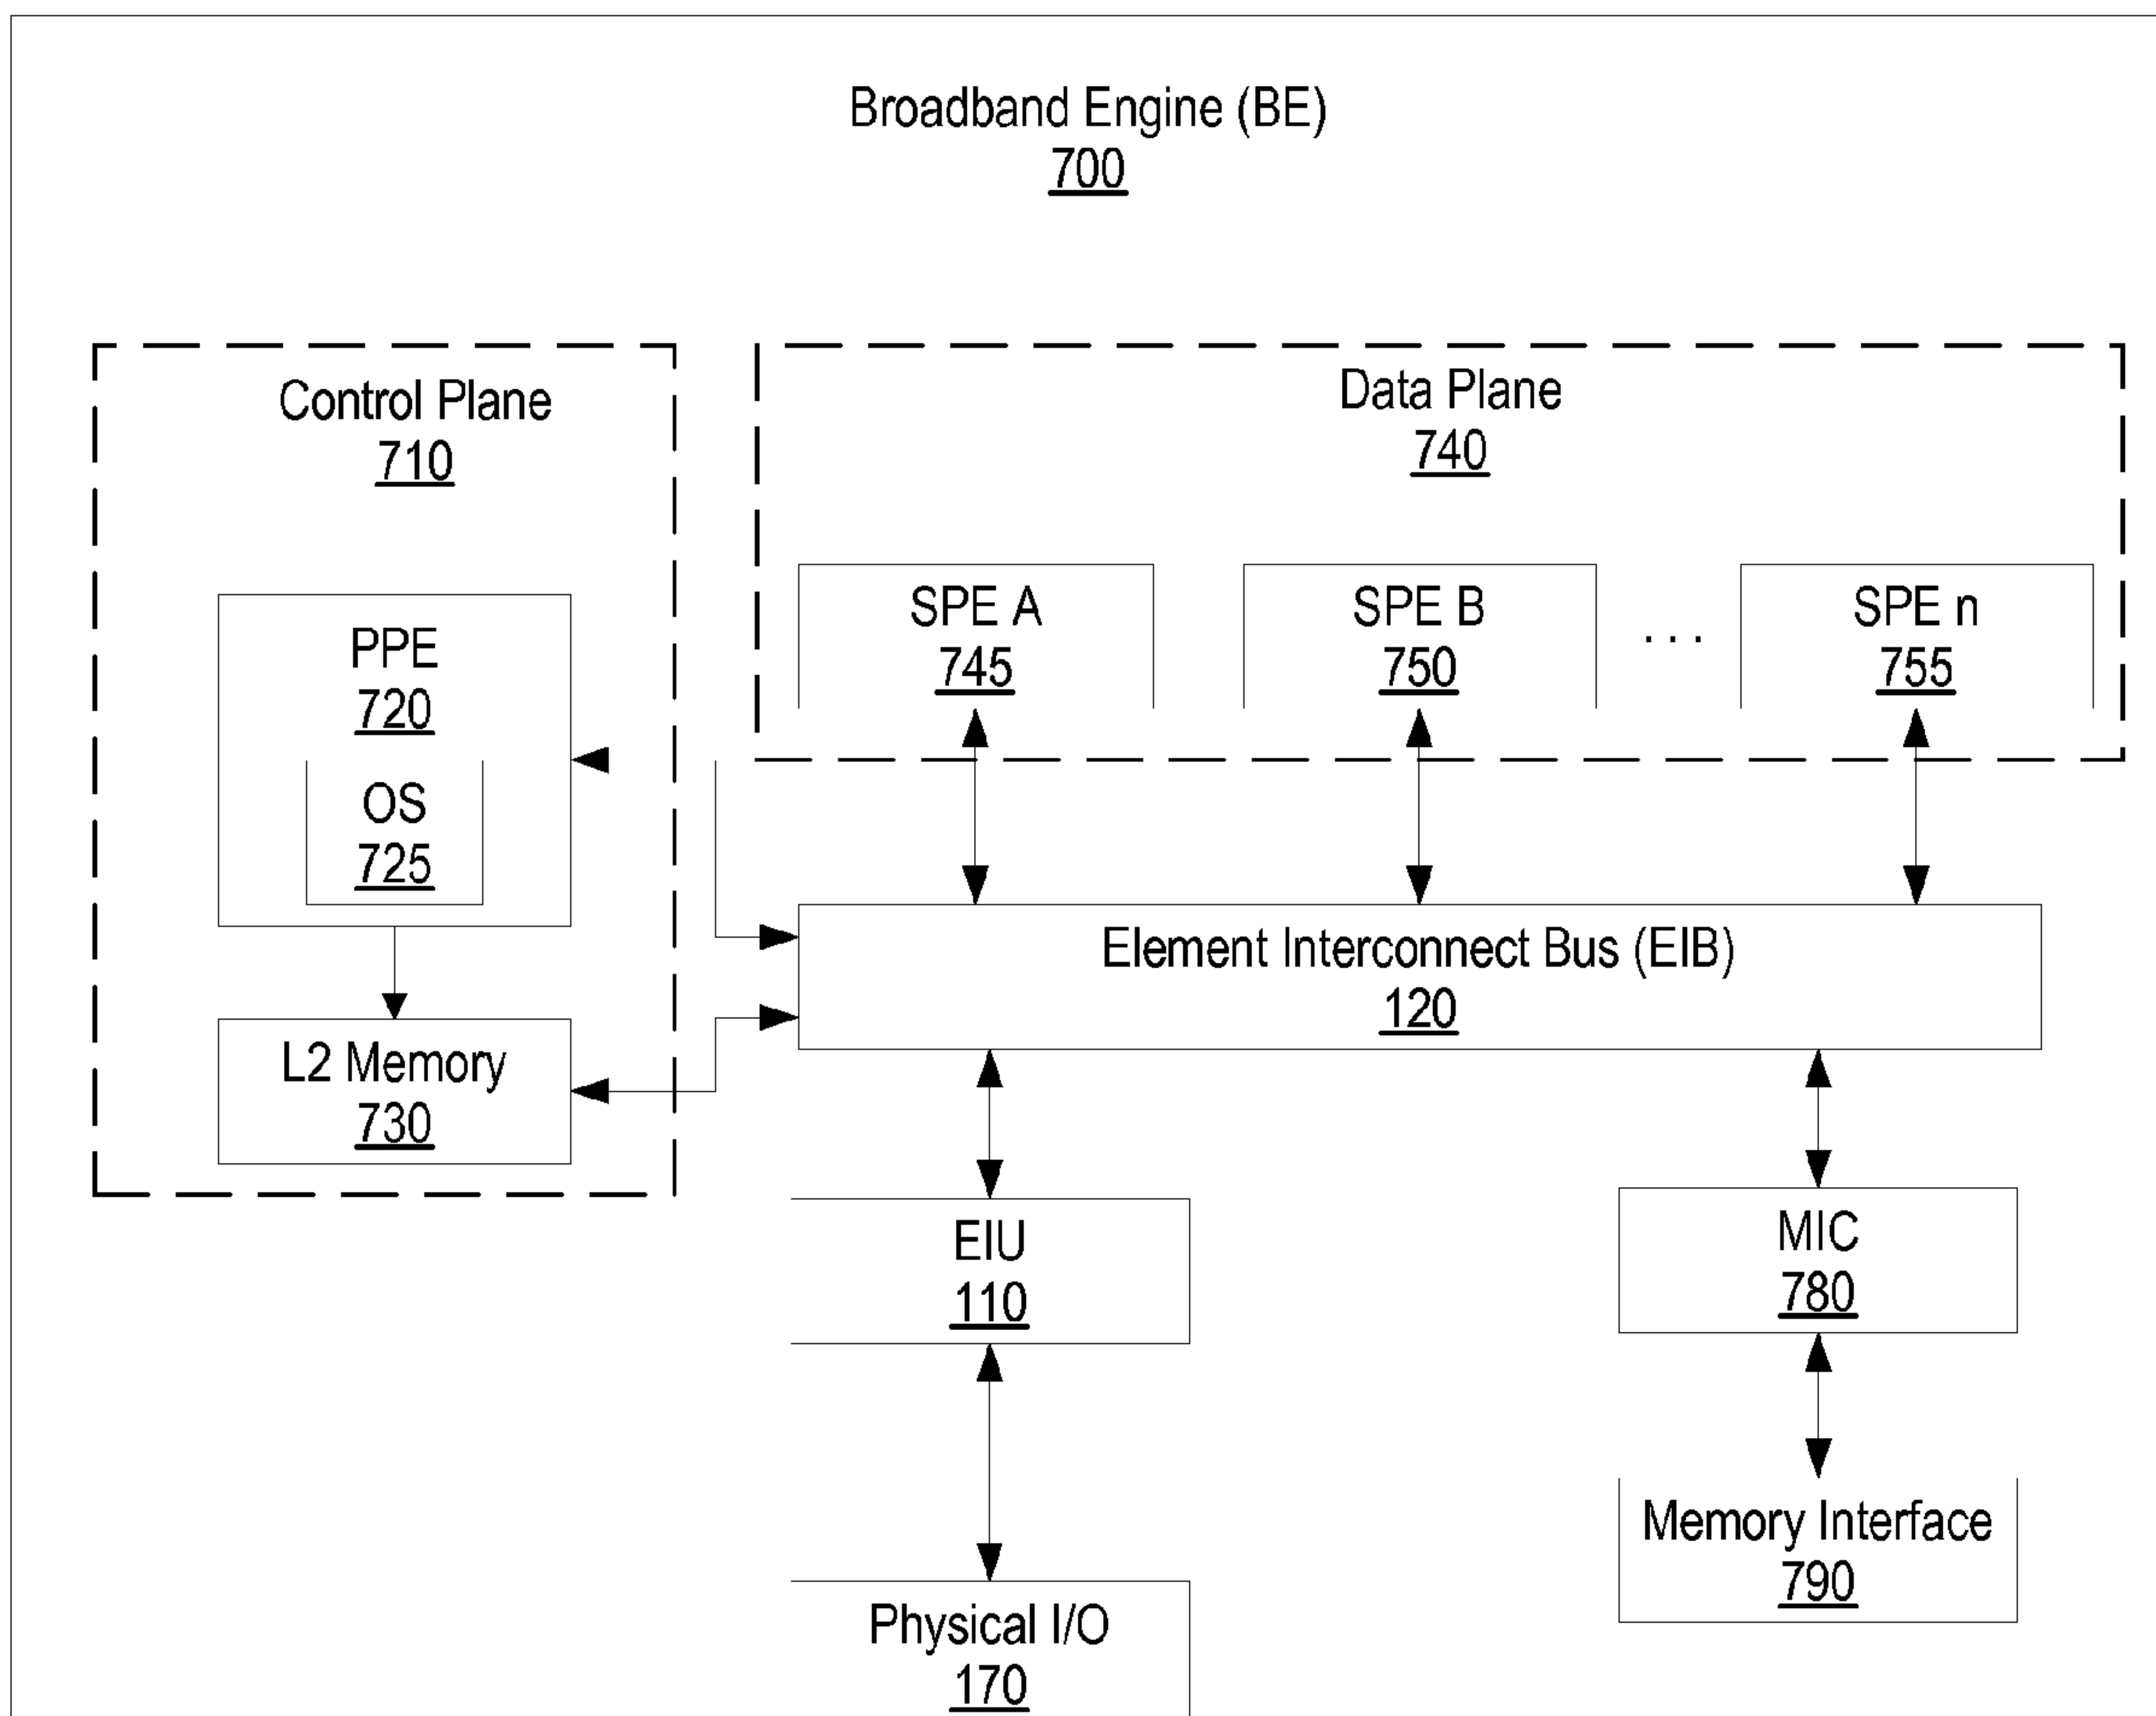 Broadband Engine (BE)
700
Control Plane
710
Data Plane
740
PPE
720
OS
725
L2 Memory
730
SPE A
745
SPE B
750
. . .
SPE n
755
Element Interconnect Bus (EIB)
120
EIU
110
MIC
780
Physical I/O
170
Memory Interface
790